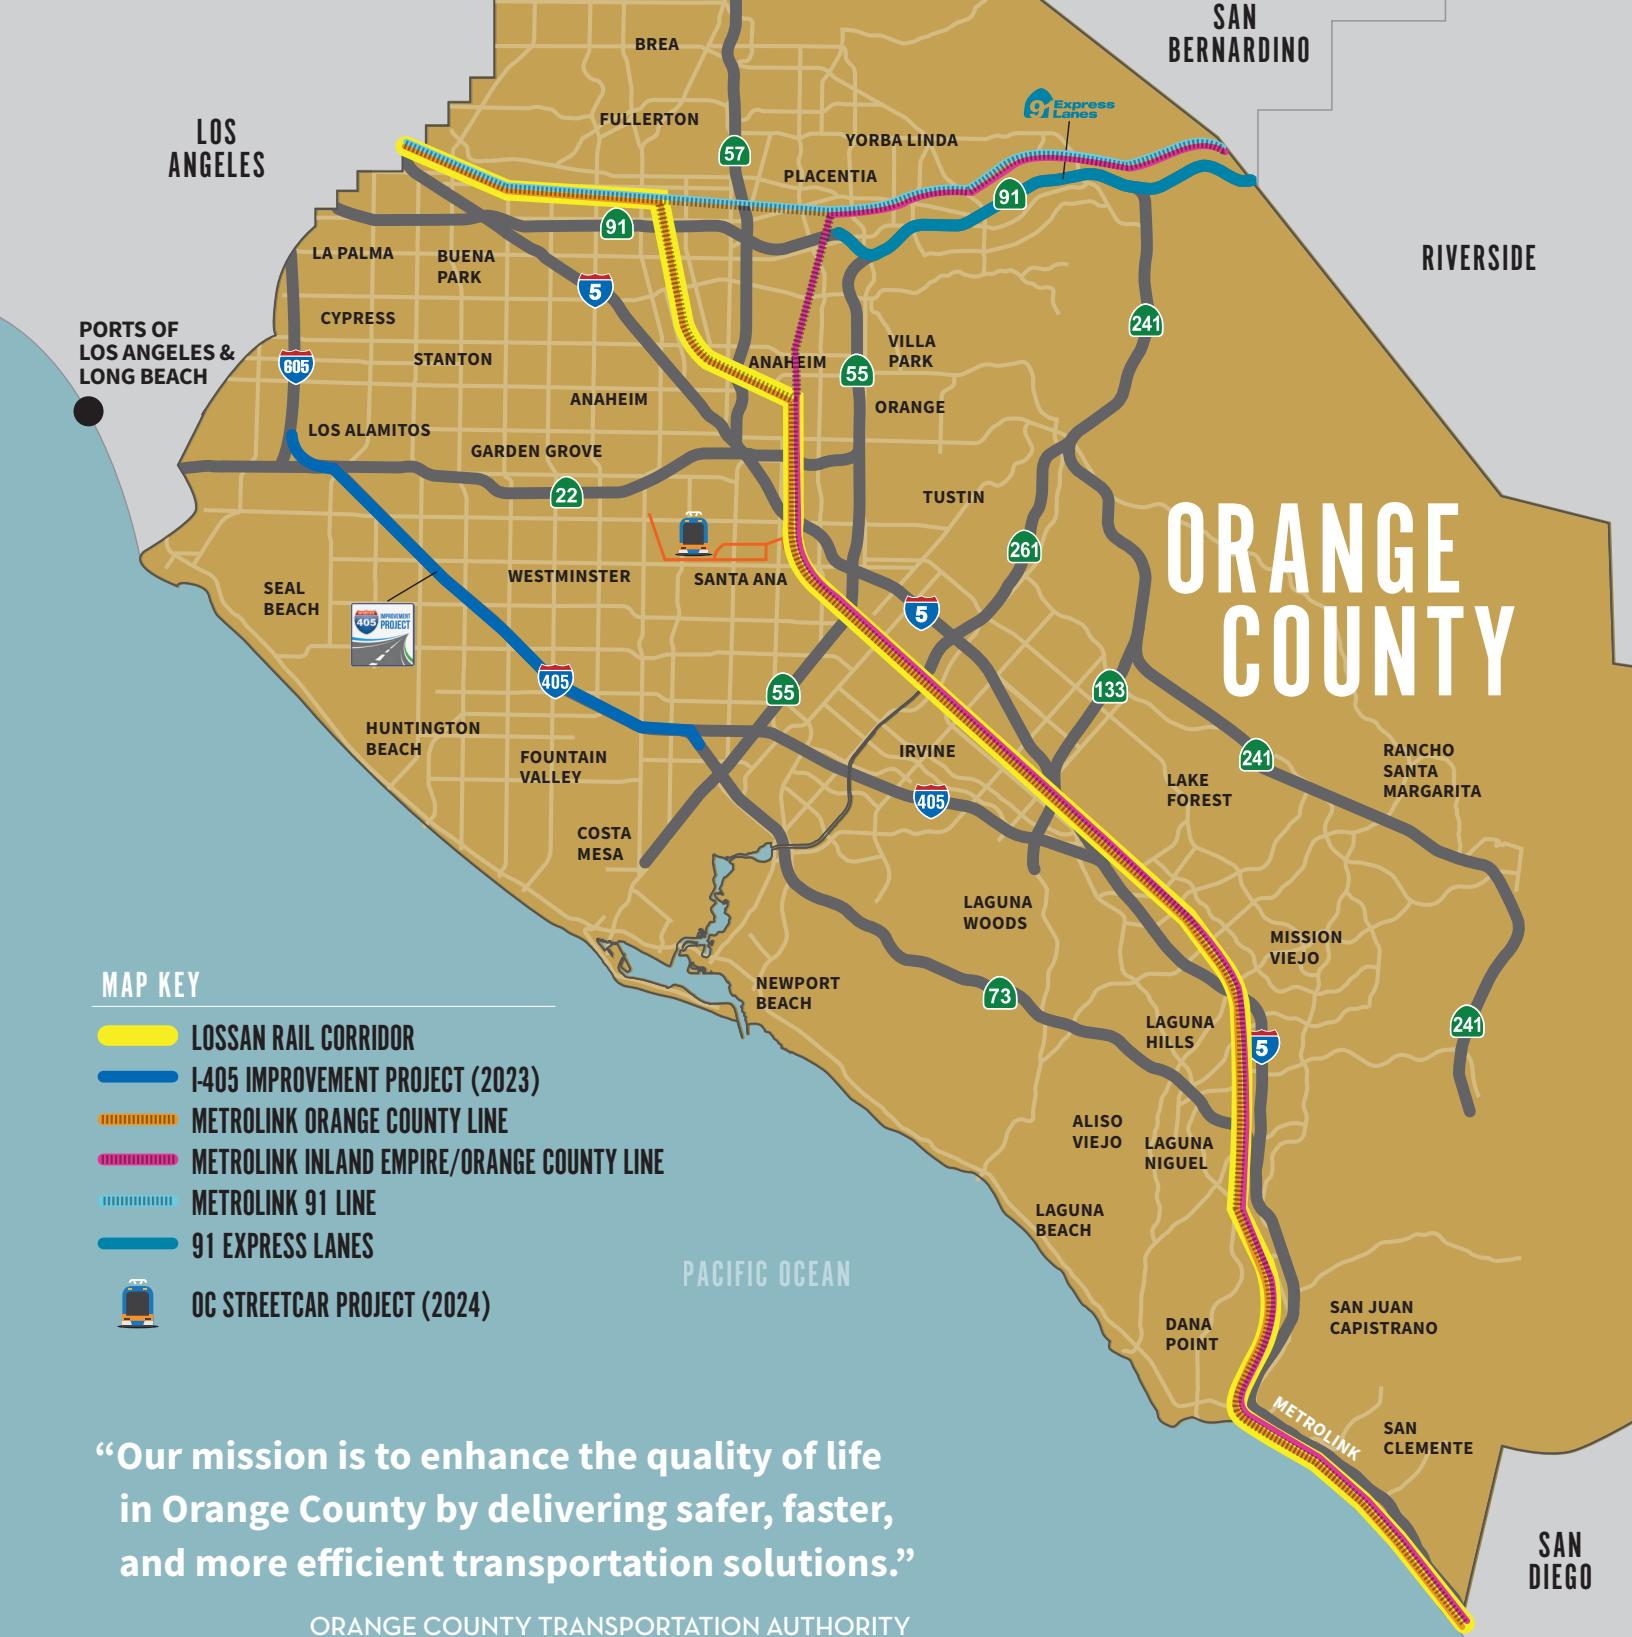 SAN
BERNARDINO
BREA
91 Express
Lanes
LOS
ANGELES
FULLERTON
YORBA LINDA
57
PLACENTIA
91
91
LA PALMA
BUENA
PARK
RIVERSIDE
5
CYPRESS
241
PORTS OF
LOS ANGELES &
LONG BEACH
STANTON
VILLA
PARK
605
ANAHEIM
55
ANAHEIM
ORANGE
LOS ALAMITOS
GARDEN GROVE
22
TUSTIN
ORANGE
COUNTY
261
WESTMINSTER
SANTA ANA
SEAL
BEACH
5
405
IMPROVEMENT
PROJECT
405
55
133
HUNTINGTON
BEACH
FOUNTAIN
VALLEY
IRVINE
241
RANCHO
SANTA
MARGARITA
LAKE
FOREST
405
COSTA
MESA
LAGUNA
WOODS
MISSION
VIEJO
NEWPORT
BEACH
73
LAGUNA
HILLS
5
241
MAP KEY
LOSSAN RAIL CORRIDOR
I-405 IMPROVEMENT PROJECT (2023)
METROLINK ORANGE COUNTY LINE
METROLINK INLAND EMPIRE/ORANGE COUNTY LINE
METROLINK 91 LINE
91 EXPRESS LANES
OC STREETCAR PROJECT (2024)
ALISO
VIEJO
LAGUNA
NIGUEL
LAGUNA
BEACH
PACIFIC OCEAN
SAN JUAN
CAPISTRANO
DANA
POINT
METROLINK
SAN
CLEMENTE
“Our mission is to enhance the quality of life
in Orange County by delivering safer, faster,
and more efficient transportation solutions.”
ORANGE COUNTY TRANSPORTATION AUTHORITY
SAN
DIEGO